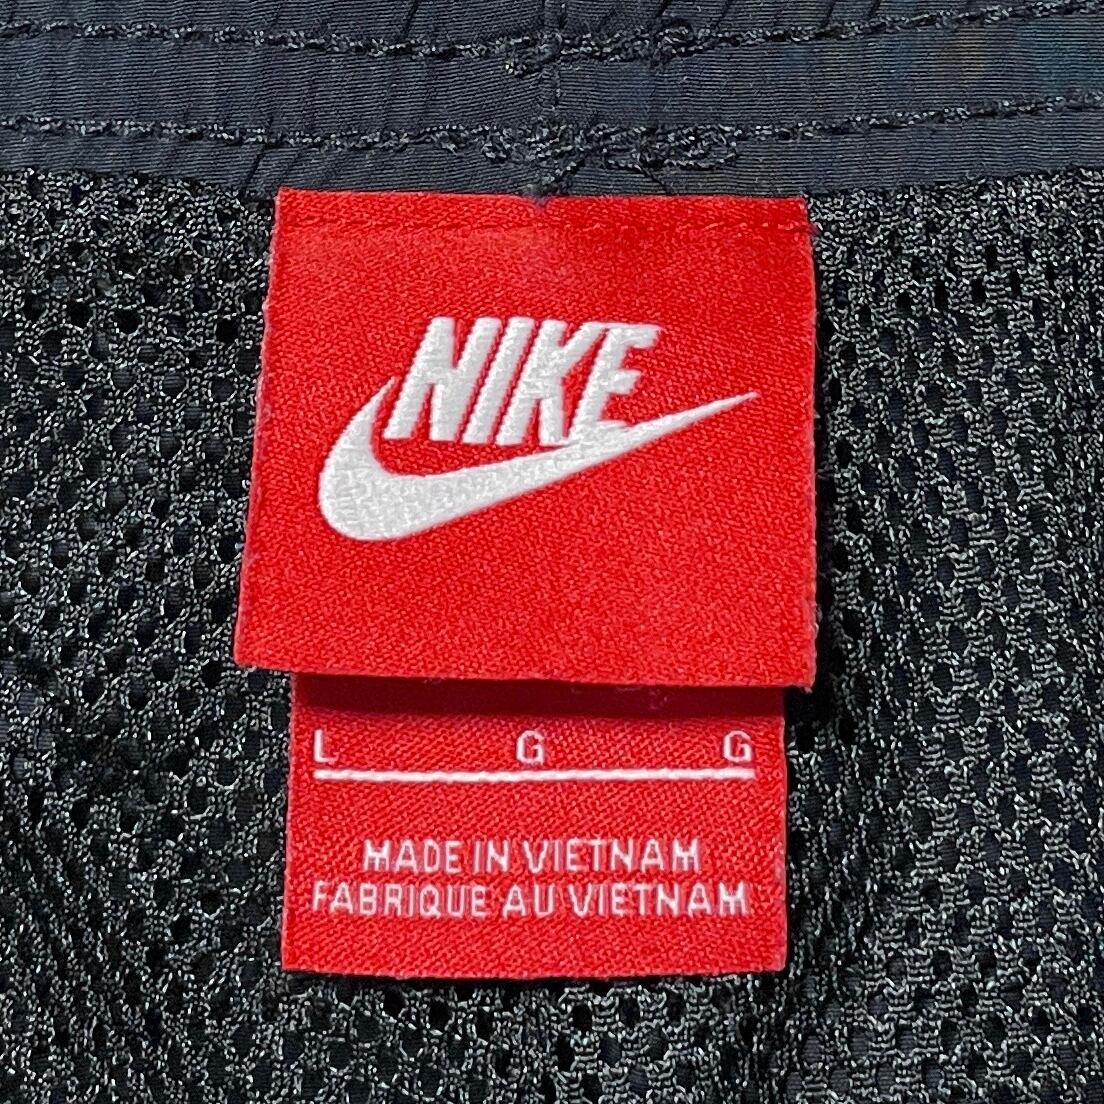 NIKE
L G G
MADE IN VIETNAM
FABRIQUE AU VIETNAM